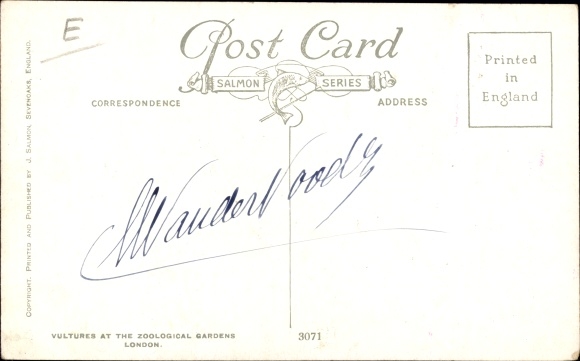 E
Post Card
SALMON SERIES
CORRESPONDENCE
ADDRESS
Printed
in
England
COPYRIGHT. PRINTED AND PUBLISHED BY J. SALMON, SEVENOAKS, ENGLAND.
VULTURES AT THE ZOOLOGICAL GARDENS
LONDON.
3071